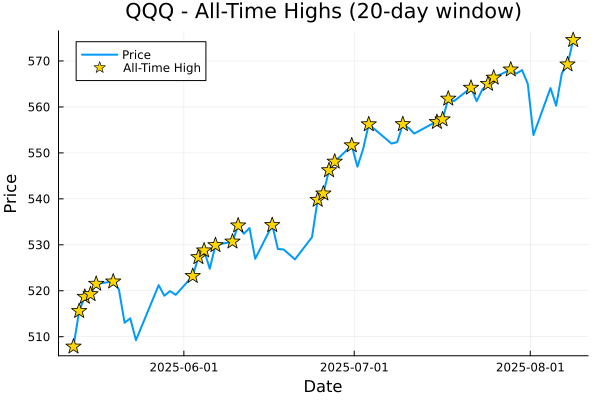 QQQ - All-Time Highs (20-day window)
Price
All-Time High
570
560
550
540
530
520
510
Price
2025-06-01
2025-07-01
2025-08-01
Date